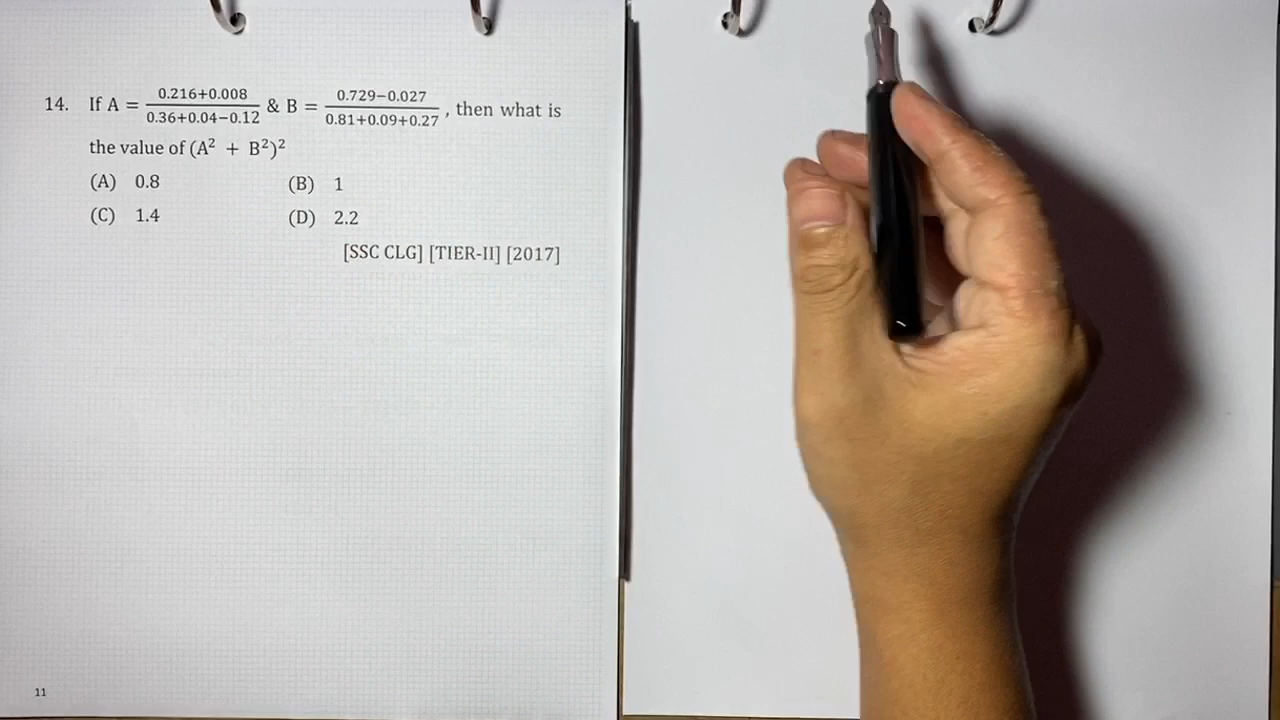 14. If A = (0.216+0.008)/(0.36+0.04−0.12) & B = (0.729−0.027)/(0.81+0.09+0.27), then what is
the value of (A² + B²)²
(A) 0.8 (B) 1
(C) 1.4 (D) 2.2
[SSC CLG] [TIER-II] [2017]
11